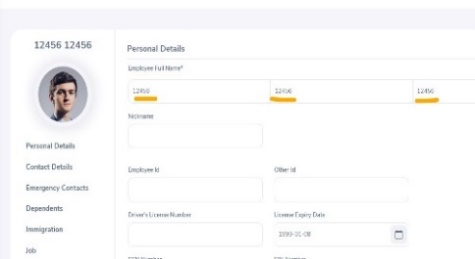 12456 12456
Personal Details
Employee Full Name*
12456 12456 12456
Nickname
Personal Details
Contact Details
Emergency Contacts
Dependents
Immigration
Job
Employee Id Other Id
Driver's License Number License Expiry Date